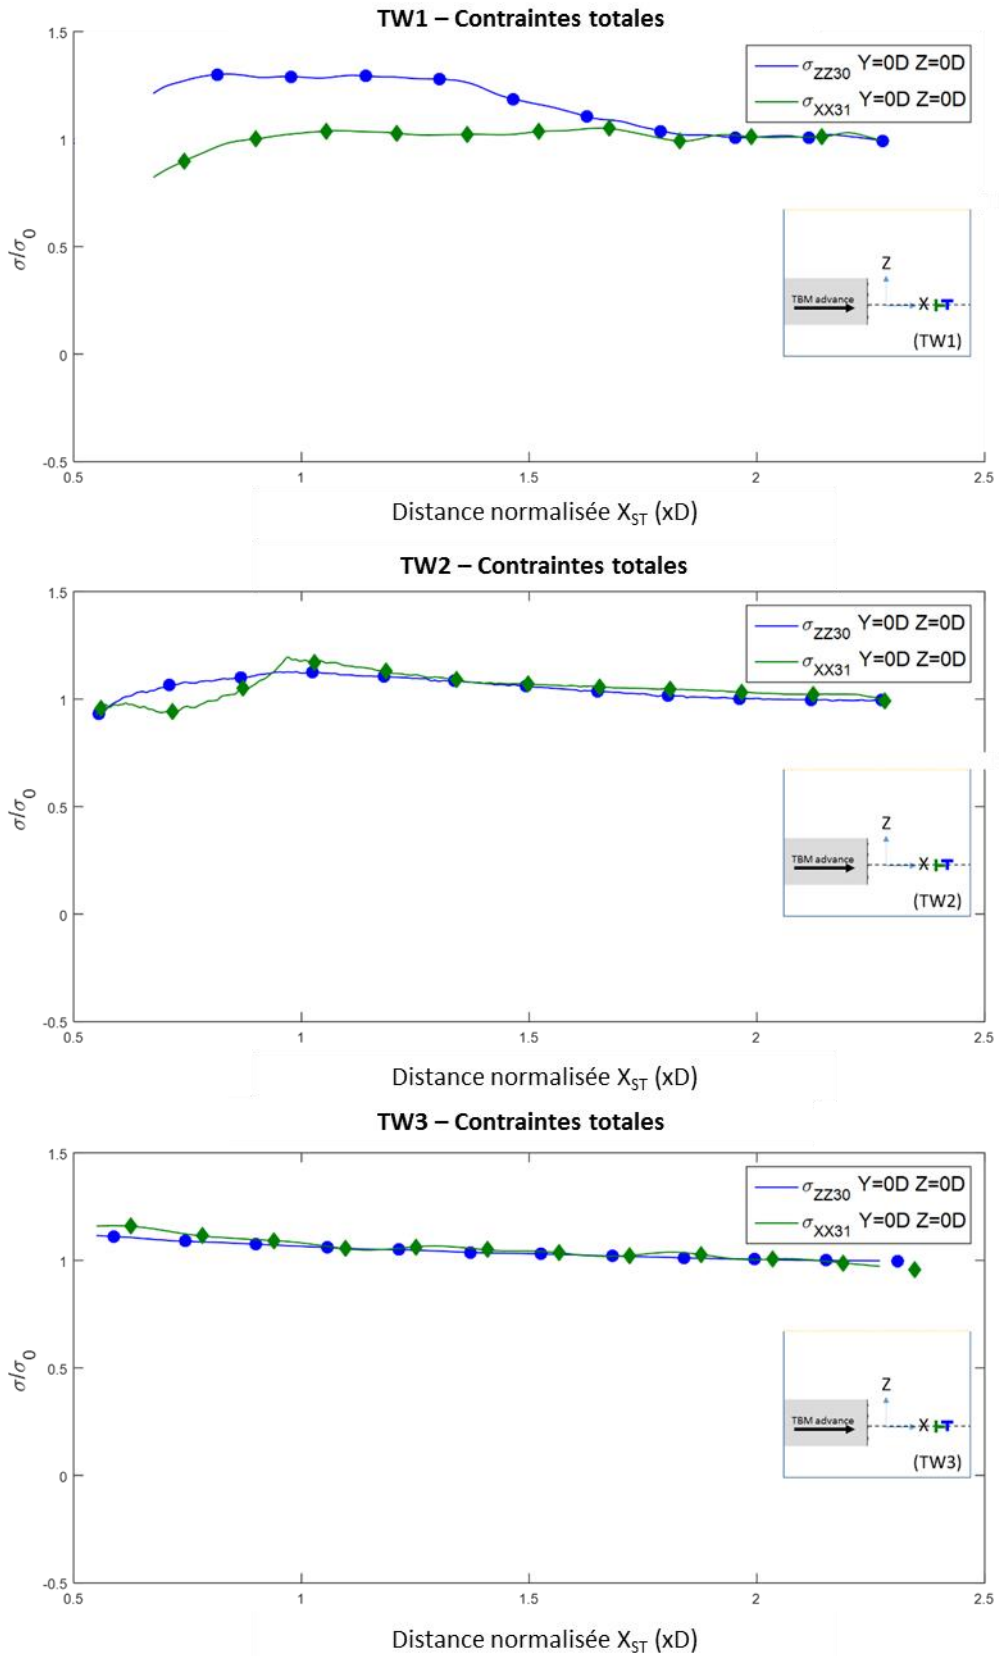 TW1 – Contraintes totales
1.5
1
0.5
0
-0.5
σ/σ0
σZZ30 Y=0D Z=0D
σXX31 Y=0D Z=0D
Z
TBM advance
X
(TW1)
0.5 1 1.5 2 2.5
Distance normalisée XST (xD)
TW2 – Contraintes totales
1.5
1
0.5
0
-0.5
σ/σ0
σZZ30 Y=0D Z=0D
σXX31 Y=0D Z=0D
Z
TBM advance
X
(TW2)
0.5 1 1.5 2 2.5
Distance normalisée XST (xD)
TW3 – Contraintes totales
1.5
1
0.5
0
-0.5
σ/σ0
σZZ30 Y=0D Z=0D
σXX31 Y=0D Z=0D
Z
TBM advance
X
(TW3)
0.5 1 1.5 2 2.5
Distance normalisée XST (xD)